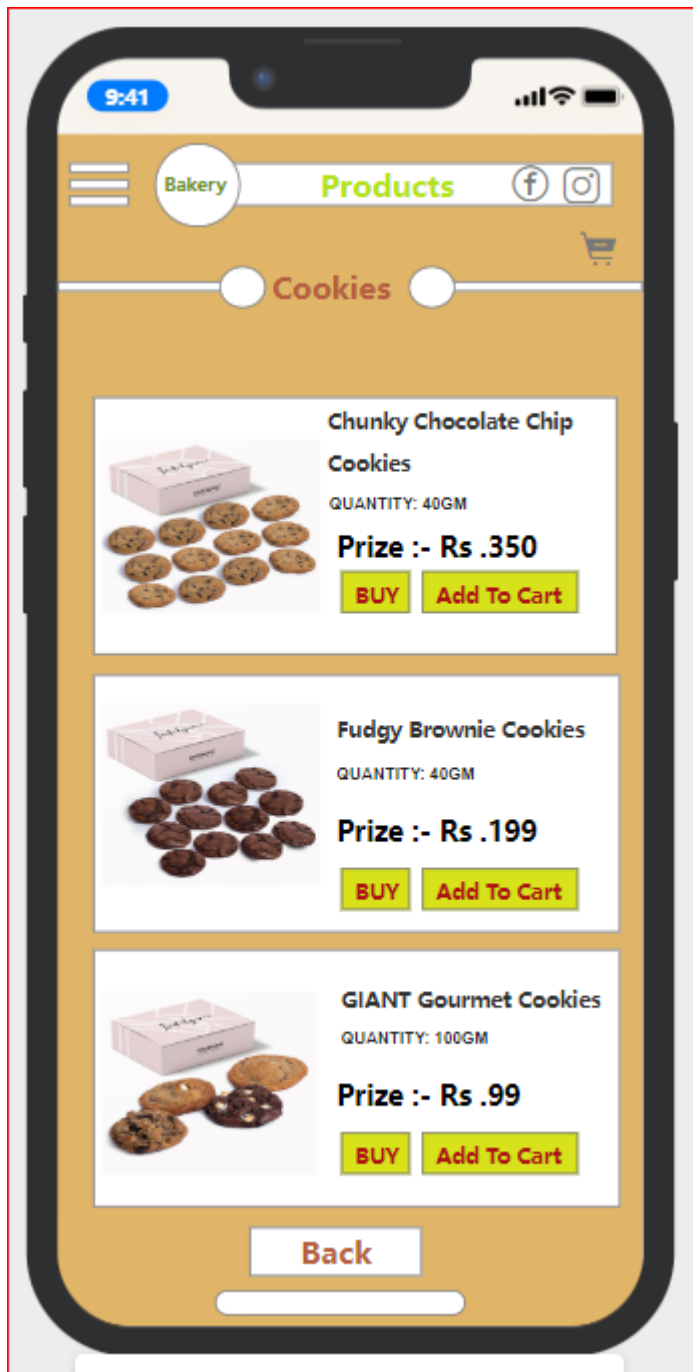 9:41
Bakery
Products
Cookies
Chunky Chocolate Chip
Cookies
QUANTITY: 40GM
Prize :- Rs .350
BUY Add To Cart
Fudgy Brownie Cookies
QUANTITY: 40GM
Prize :- Rs .199
BUY Add To Cart
GIANT Gourmet Cookies
QUANTITY: 100GM
Prize :- Rs .99
BUY Add To Cart
Back